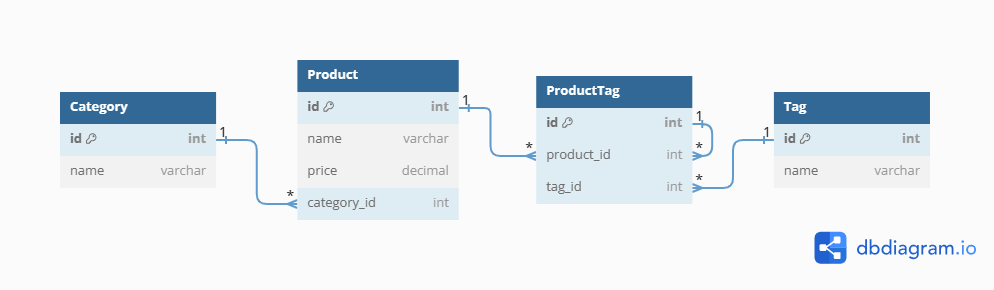 Category
id int
name varchar
1
*
Product
id int
name varchar
price decimal
category_id int
1
*
ProductTag
id int
product_id int
tag_id int
1
*
*
1
Tag
id int
name varchar
dbdiagram.io